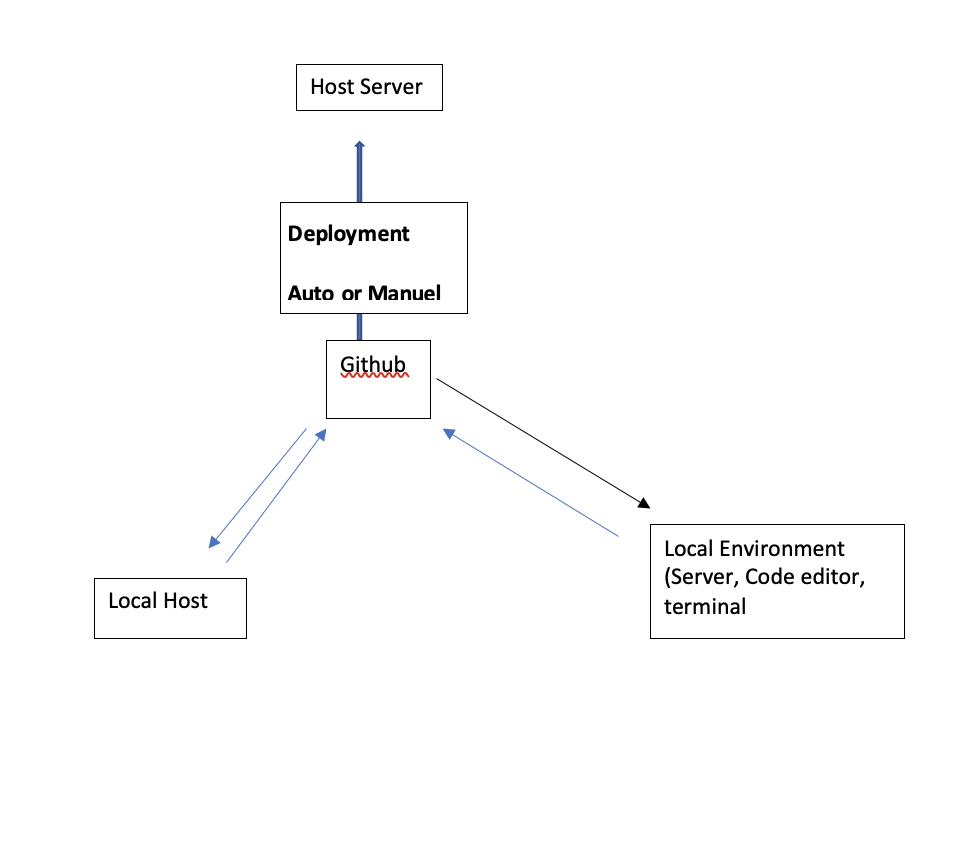 Host Server
Deployment
Auto or Manuel
Github
Local Environment
(Server, Code editor,
terminal
Local Host